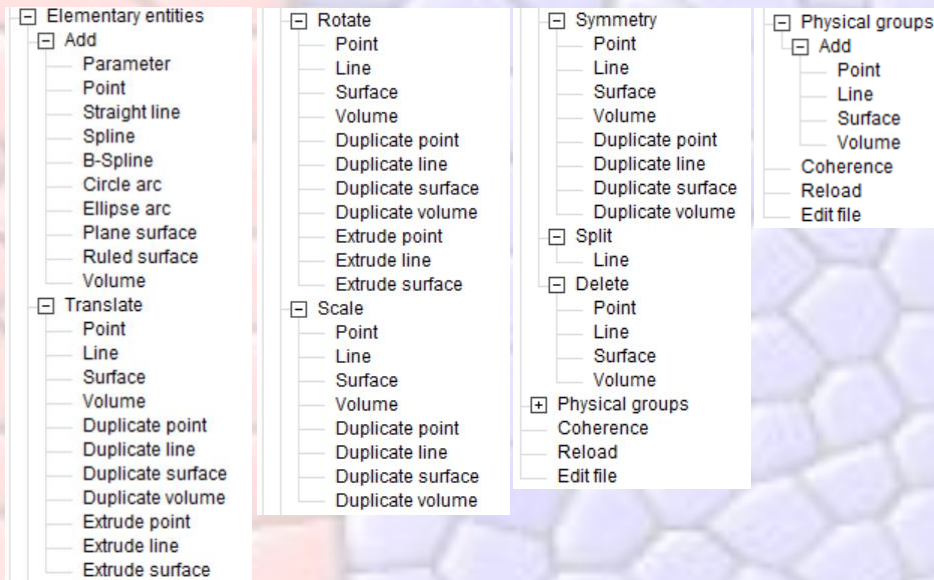 Elementary entities
Add
Parameter
Point
Straight line
Spline
B-Spline
Circle arc
Ellipse arc
Plane surface
Ruled surface
Volume
Translate
Point
Line
Surface
Volume
Duplicate point
Duplicate line
Duplicate surface
Duplicate volume
Extrude point
Extrude line
Extrude surface
Rotate
Point
Line
Surface
Volume
Duplicate point
Duplicate line
Duplicate surface
Duplicate volume
Extrude point
Extrude line
Extrude surface
Scale
Point
Line
Surface
Volume
Duplicate point
Duplicate line
Duplicate surface
Duplicate volume
Symmetry
Point
Line
Surface
Volume
Duplicate point
Duplicate line
Duplicate surface
Duplicate volume
Split
Line
Delete
Point
Line
Surface
Volume
Physical groups
Coherence
Reload
Edit file
Physical groups
Add
Point
Line
Surface
Volume
Coherence
Reload
Edit file